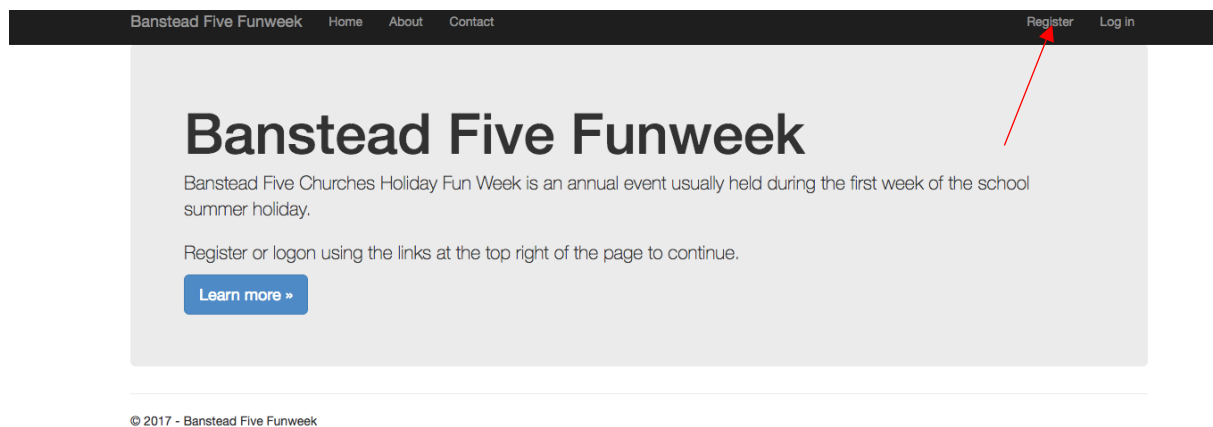 Banstead Five Funweek Home About Contact Register Log in
Banstead Five Funweek
Banstead Five Churches Holiday Fun Week is an annual event usually held during the first week of the school
summer holiday.
Register or logon using the links at the top right of the page to continue.
Learn more »
© 2017 - Banstead Five Funweek